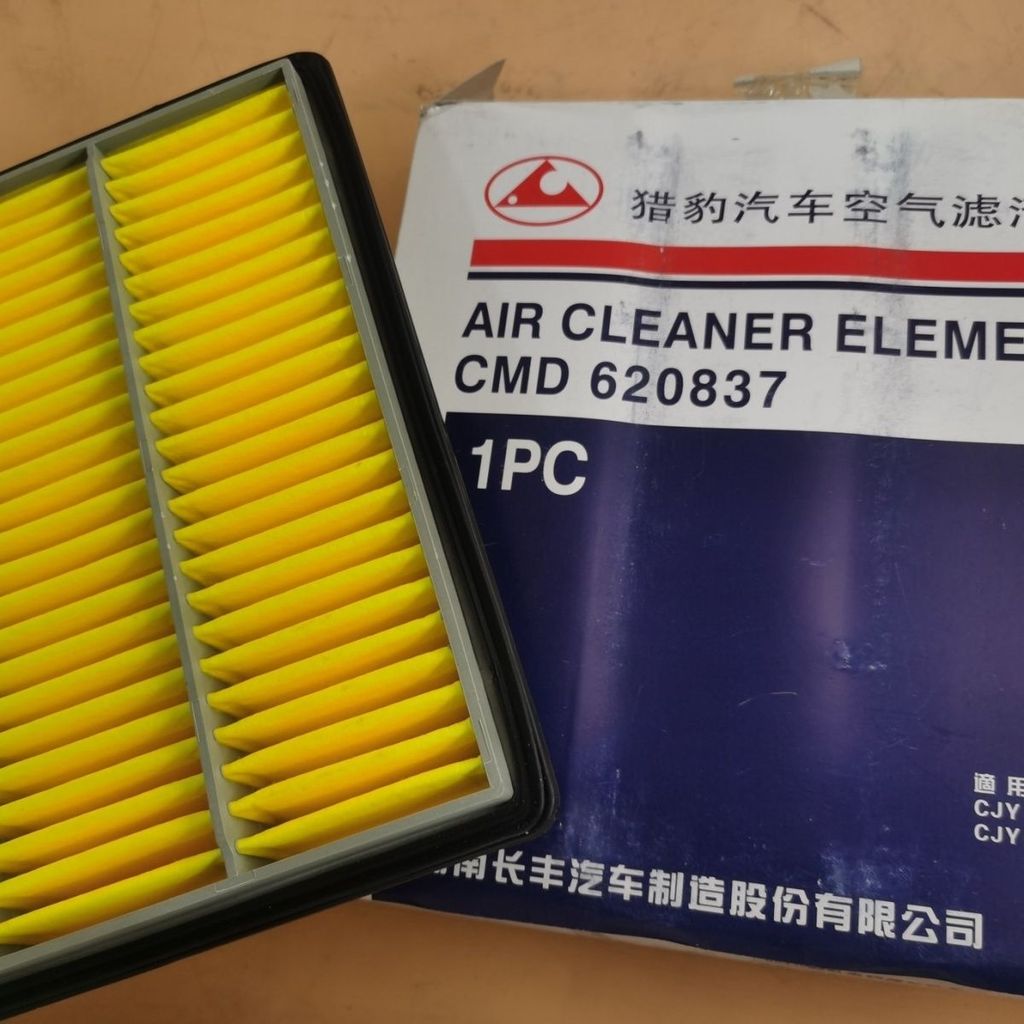 猎豹汽车空气滤
AIR CLEANER ELEME
CMD 620837
1PC
適用
CJY
CJY
南长丰汽车制造股份有限公司